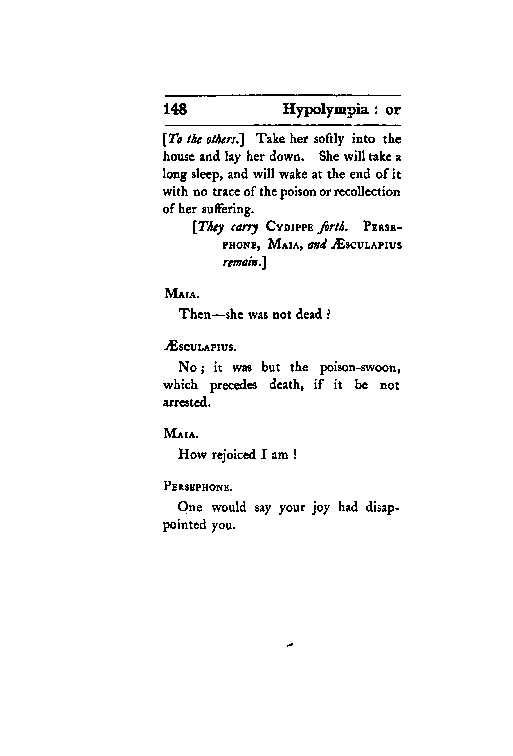 148 Hypolympia : or
[To the others.] Take her softly into the
house and lay her down. She will take a
long sleep, and will wake at the end of it
with no trace of the poison or recollection
of her suffering.
[They carry CYDIPPE forth. PERSE-
PHONE, MAIA, and ÆSCULAPIUS
remain.]
MAIA.
Then—she was not dead ?
ÆSCULAPIUS.
No ; it was but the poison-swoon,
which precedes death, if it be not
arrested.
MAIA.
How rejoiced I am !
PERSEPHONE.
One would say your joy had disap-
pointed you.